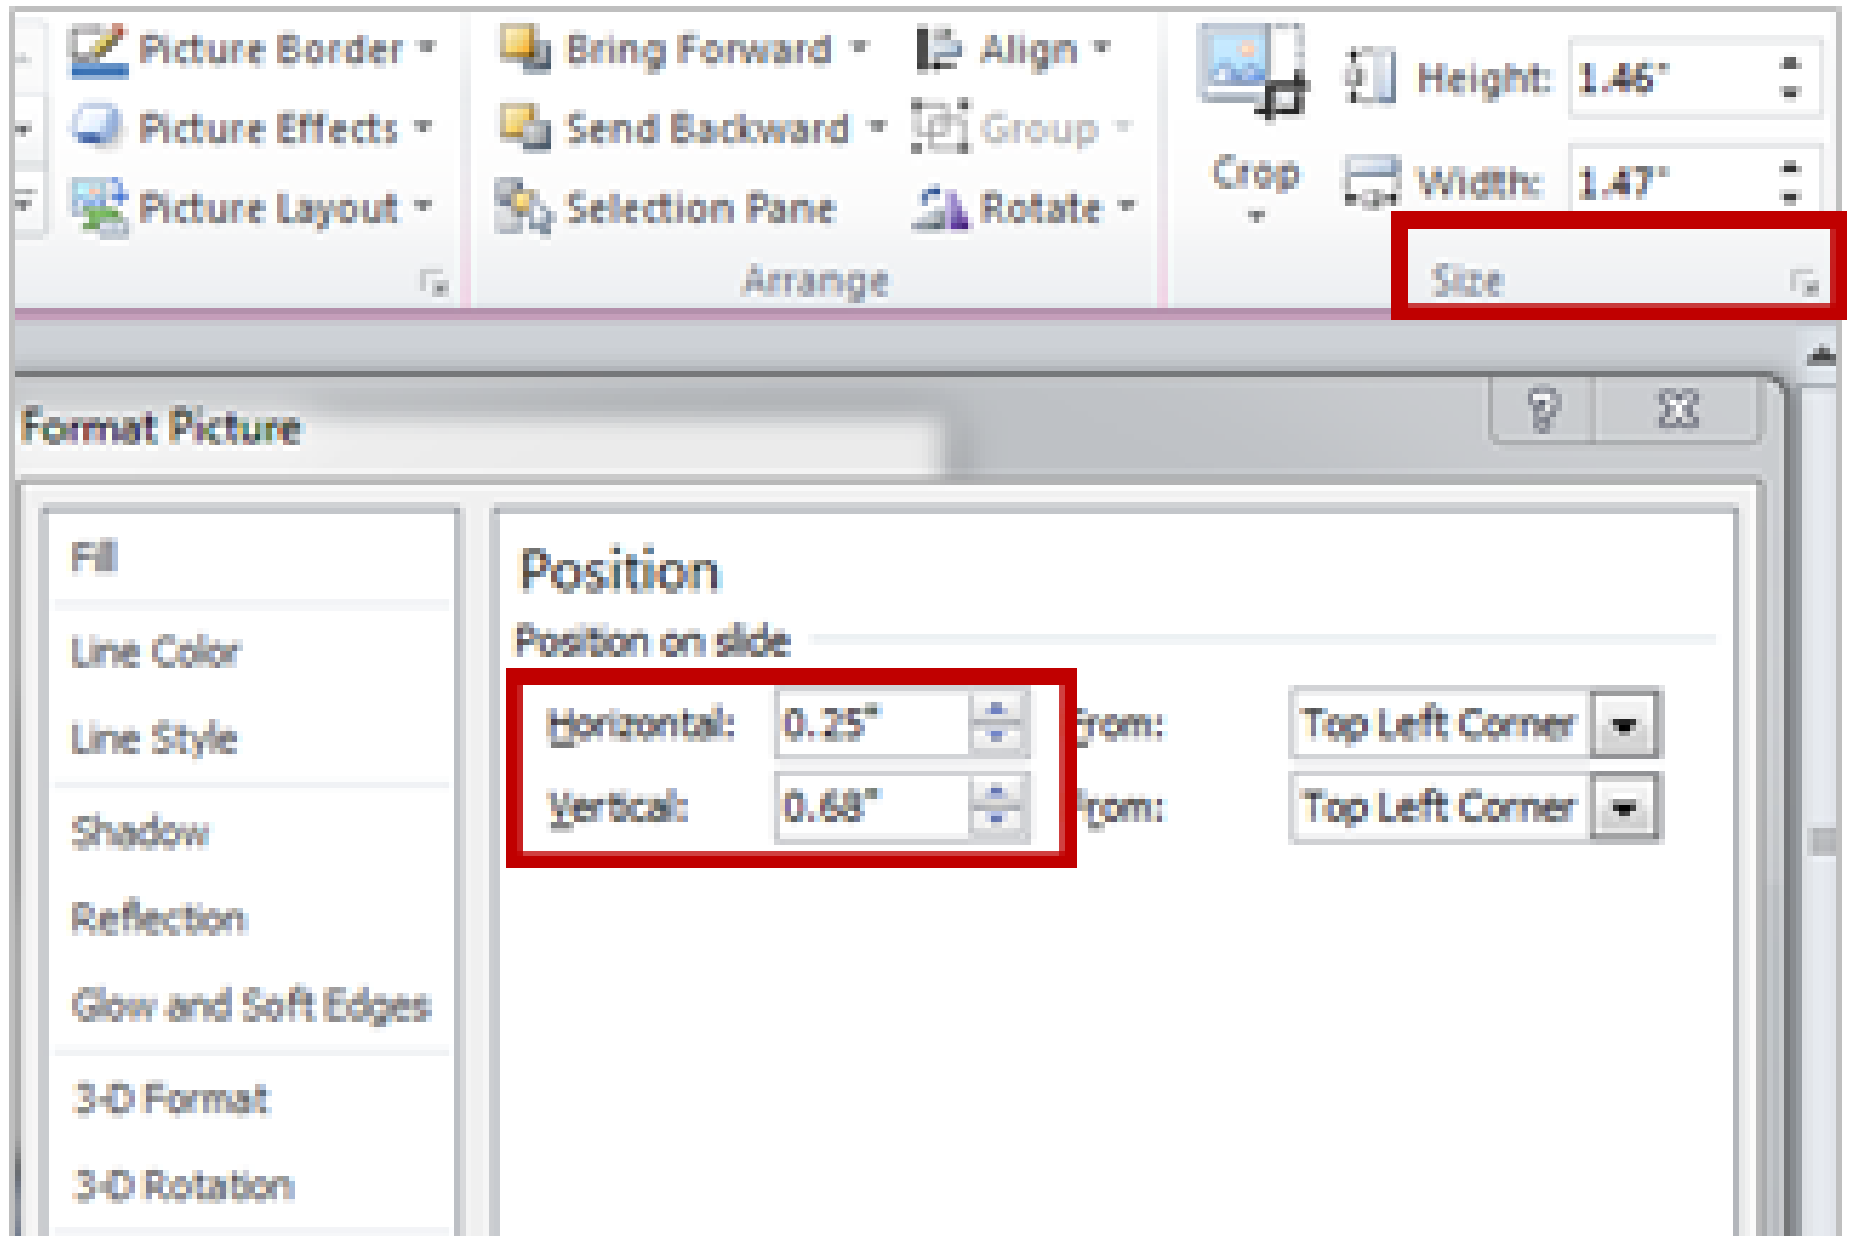 Picture Border Bring Forward Align Height: 1.46"
Picture Effects Send Backward Group
Crop Width: 1.47"
Picture Layout Selection Pane Rotate
Arrange Size
Format Picture
Fill
Position
Line Color Position on slide
Line Style Horizontal: 0.25" From: Top Left Corner
Shadow Vertical: 0.68" From: Top Left Corner
Reflection
Glow and Soft Edges
3-D Format
3-D Rotation